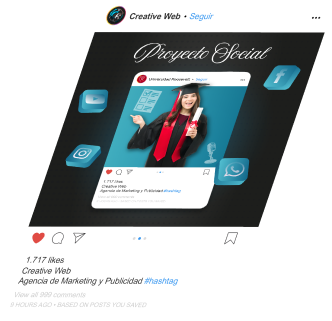 Creative Web • Seguir
Proyecto Social
Universidad Roosevelt • Seguir
1.717 likes
Creative Web
Agencia de Marketing y Publicidad #hashtag
1.717 likes
Creative Web
Agencia de Marketing y Publicidad #hashtag
View all 999 comments
9 HOURS AGO • BASED ON POSTS YOU SAVED